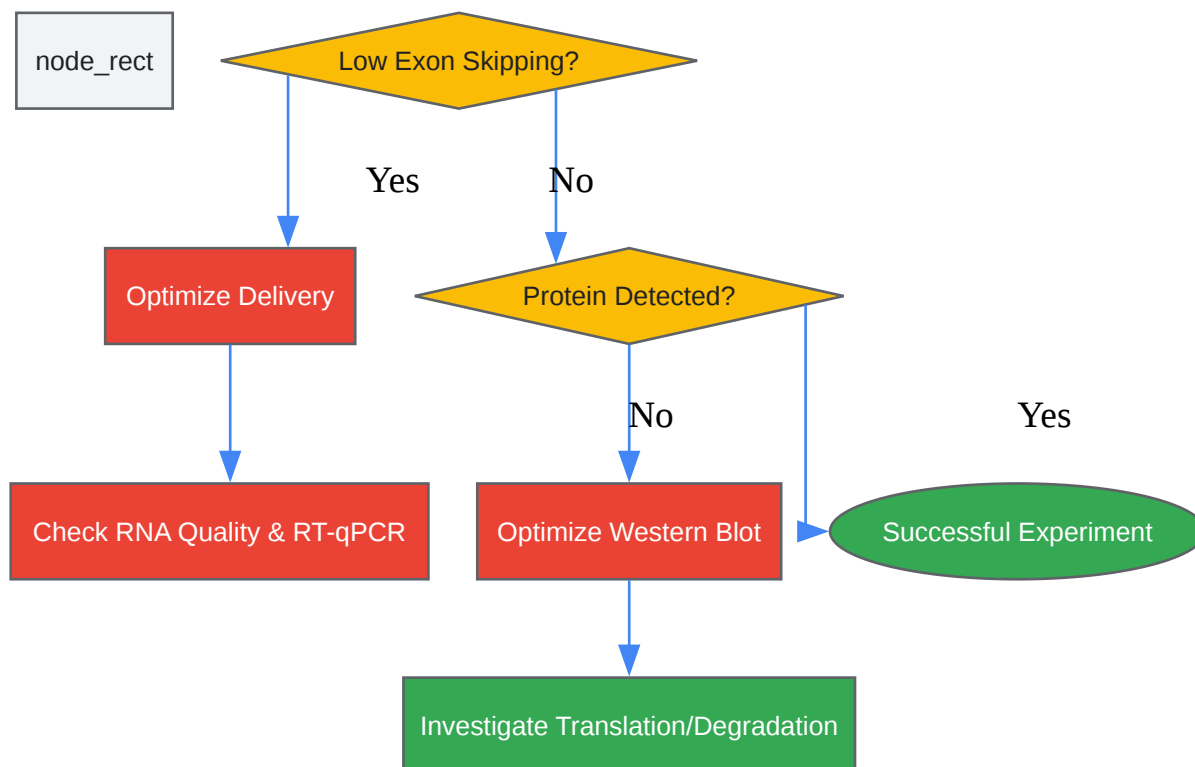 node_rect
Low Exon Skipping?
Yes
No
Optimize Delivery
Protein Detected?
No
Yes
Check RNA Quality & RT-qPCR
Optimize Western Blot
Successful Experiment
Investigate Translation/Degradation